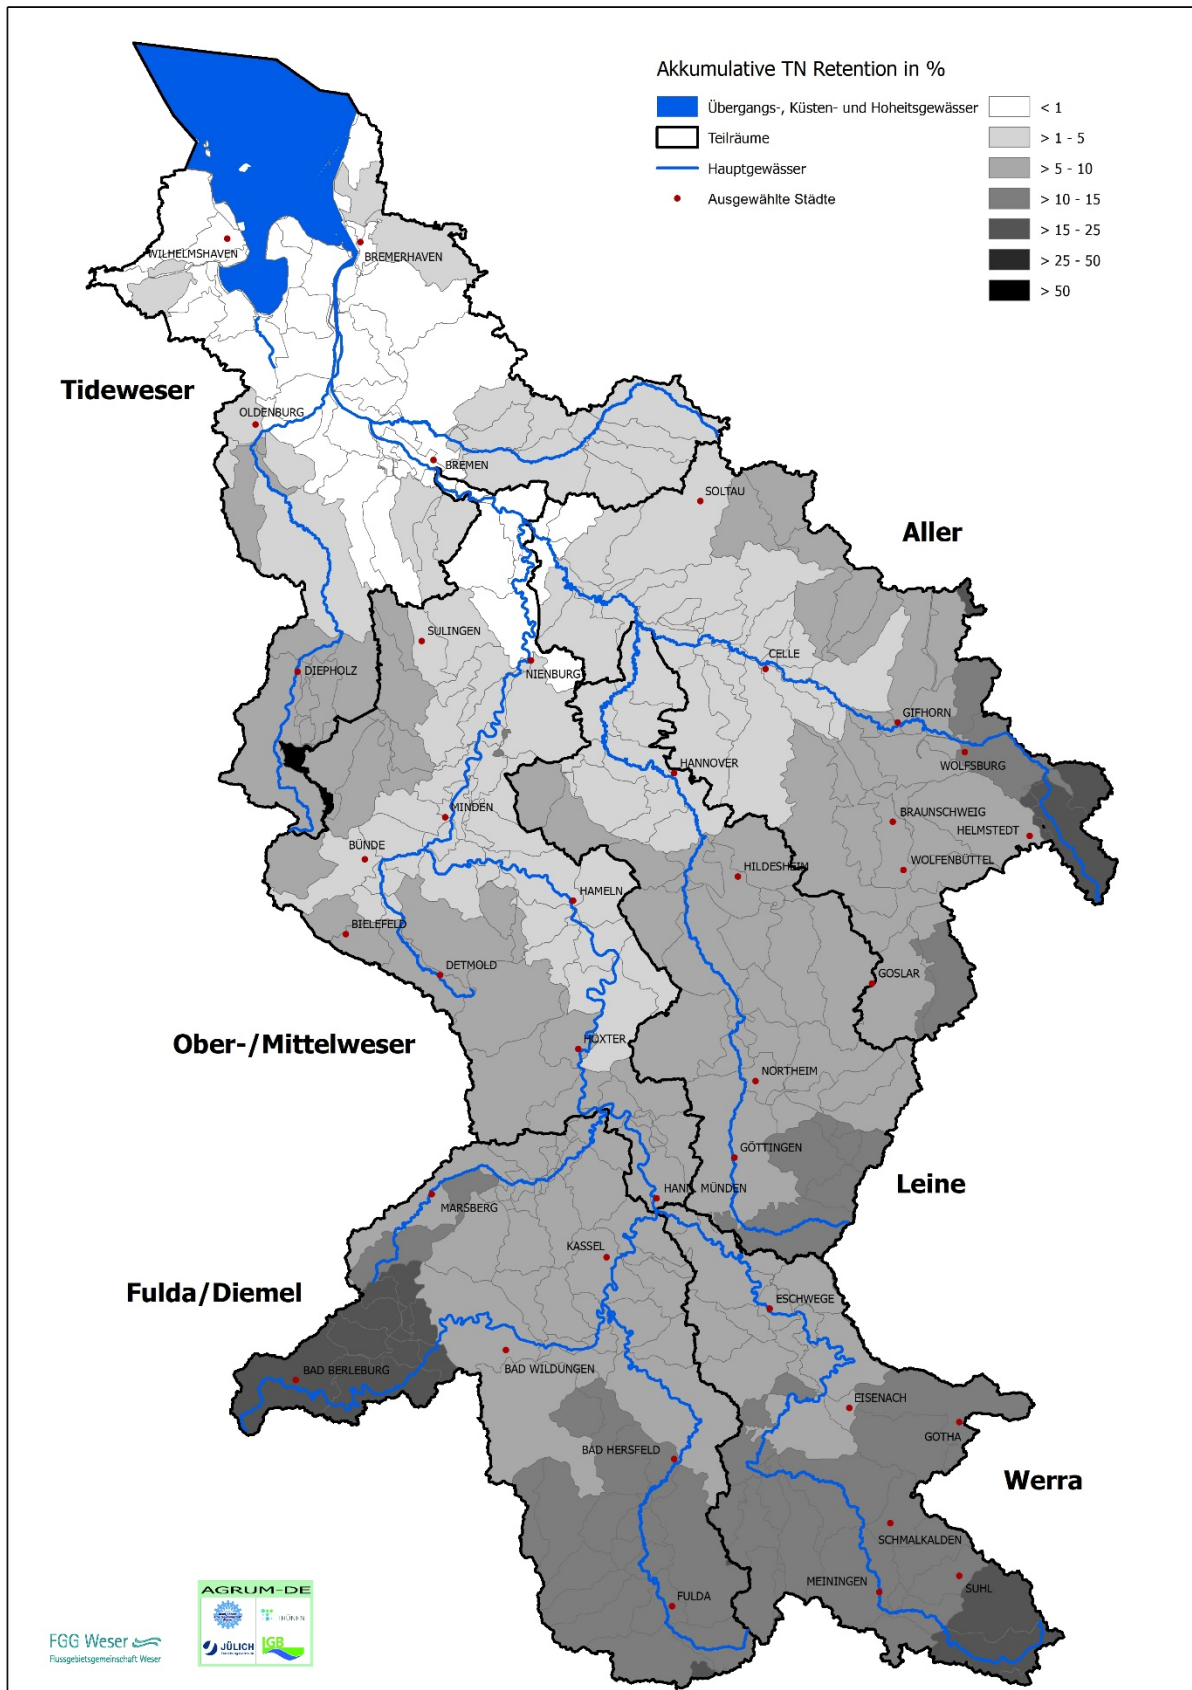 Akkumulative TN Retention in %
Übergangs-, Küsten- und Hoheitsgewässer
Teilräume
Hauptgewässer
Ausgewählte Städte
< 1
> 1 - 5
> 5 - 10
> 10 - 15
> 15 - 25
> 25 - 50
> 50
WILHELMSHAVEN
BREMERHAVEN
Tideweser
OLDENBURG
BREMEN
SOLTAU
Aller
SULINGEN
NIENBURG
CELLE
DIEPHOLZ
GIFHORN
WOLFSBURG
HANNOVER
MINDEN
BRAUNSCHWEIG
HELMSTEDT
BÜNDE
WOLFENBÜTTEL
HILDESHEIM
HAMELN
BIELEFELD
DETMOLD
GOSLAR
Ober-/Mittelweser
HÖXTER
NORTHEIM
GÖTTINGEN
Leine
HANN. MÜNDEN
MARSBERG
KASSEL
Fulda/Diemel
ESCHWEGE
BAD BERLEBURG
BAD WILDUNGEN
EISENACH
GOTHA
BAD HERSFELD
Werra
SCHMALKALDEN
SUHL
MEININGEN
FULDA
AGRUM-DE
THÜNEN
JÜLICH
IGB
FGG Weser
Flussgebietsgemeinschaft Weser